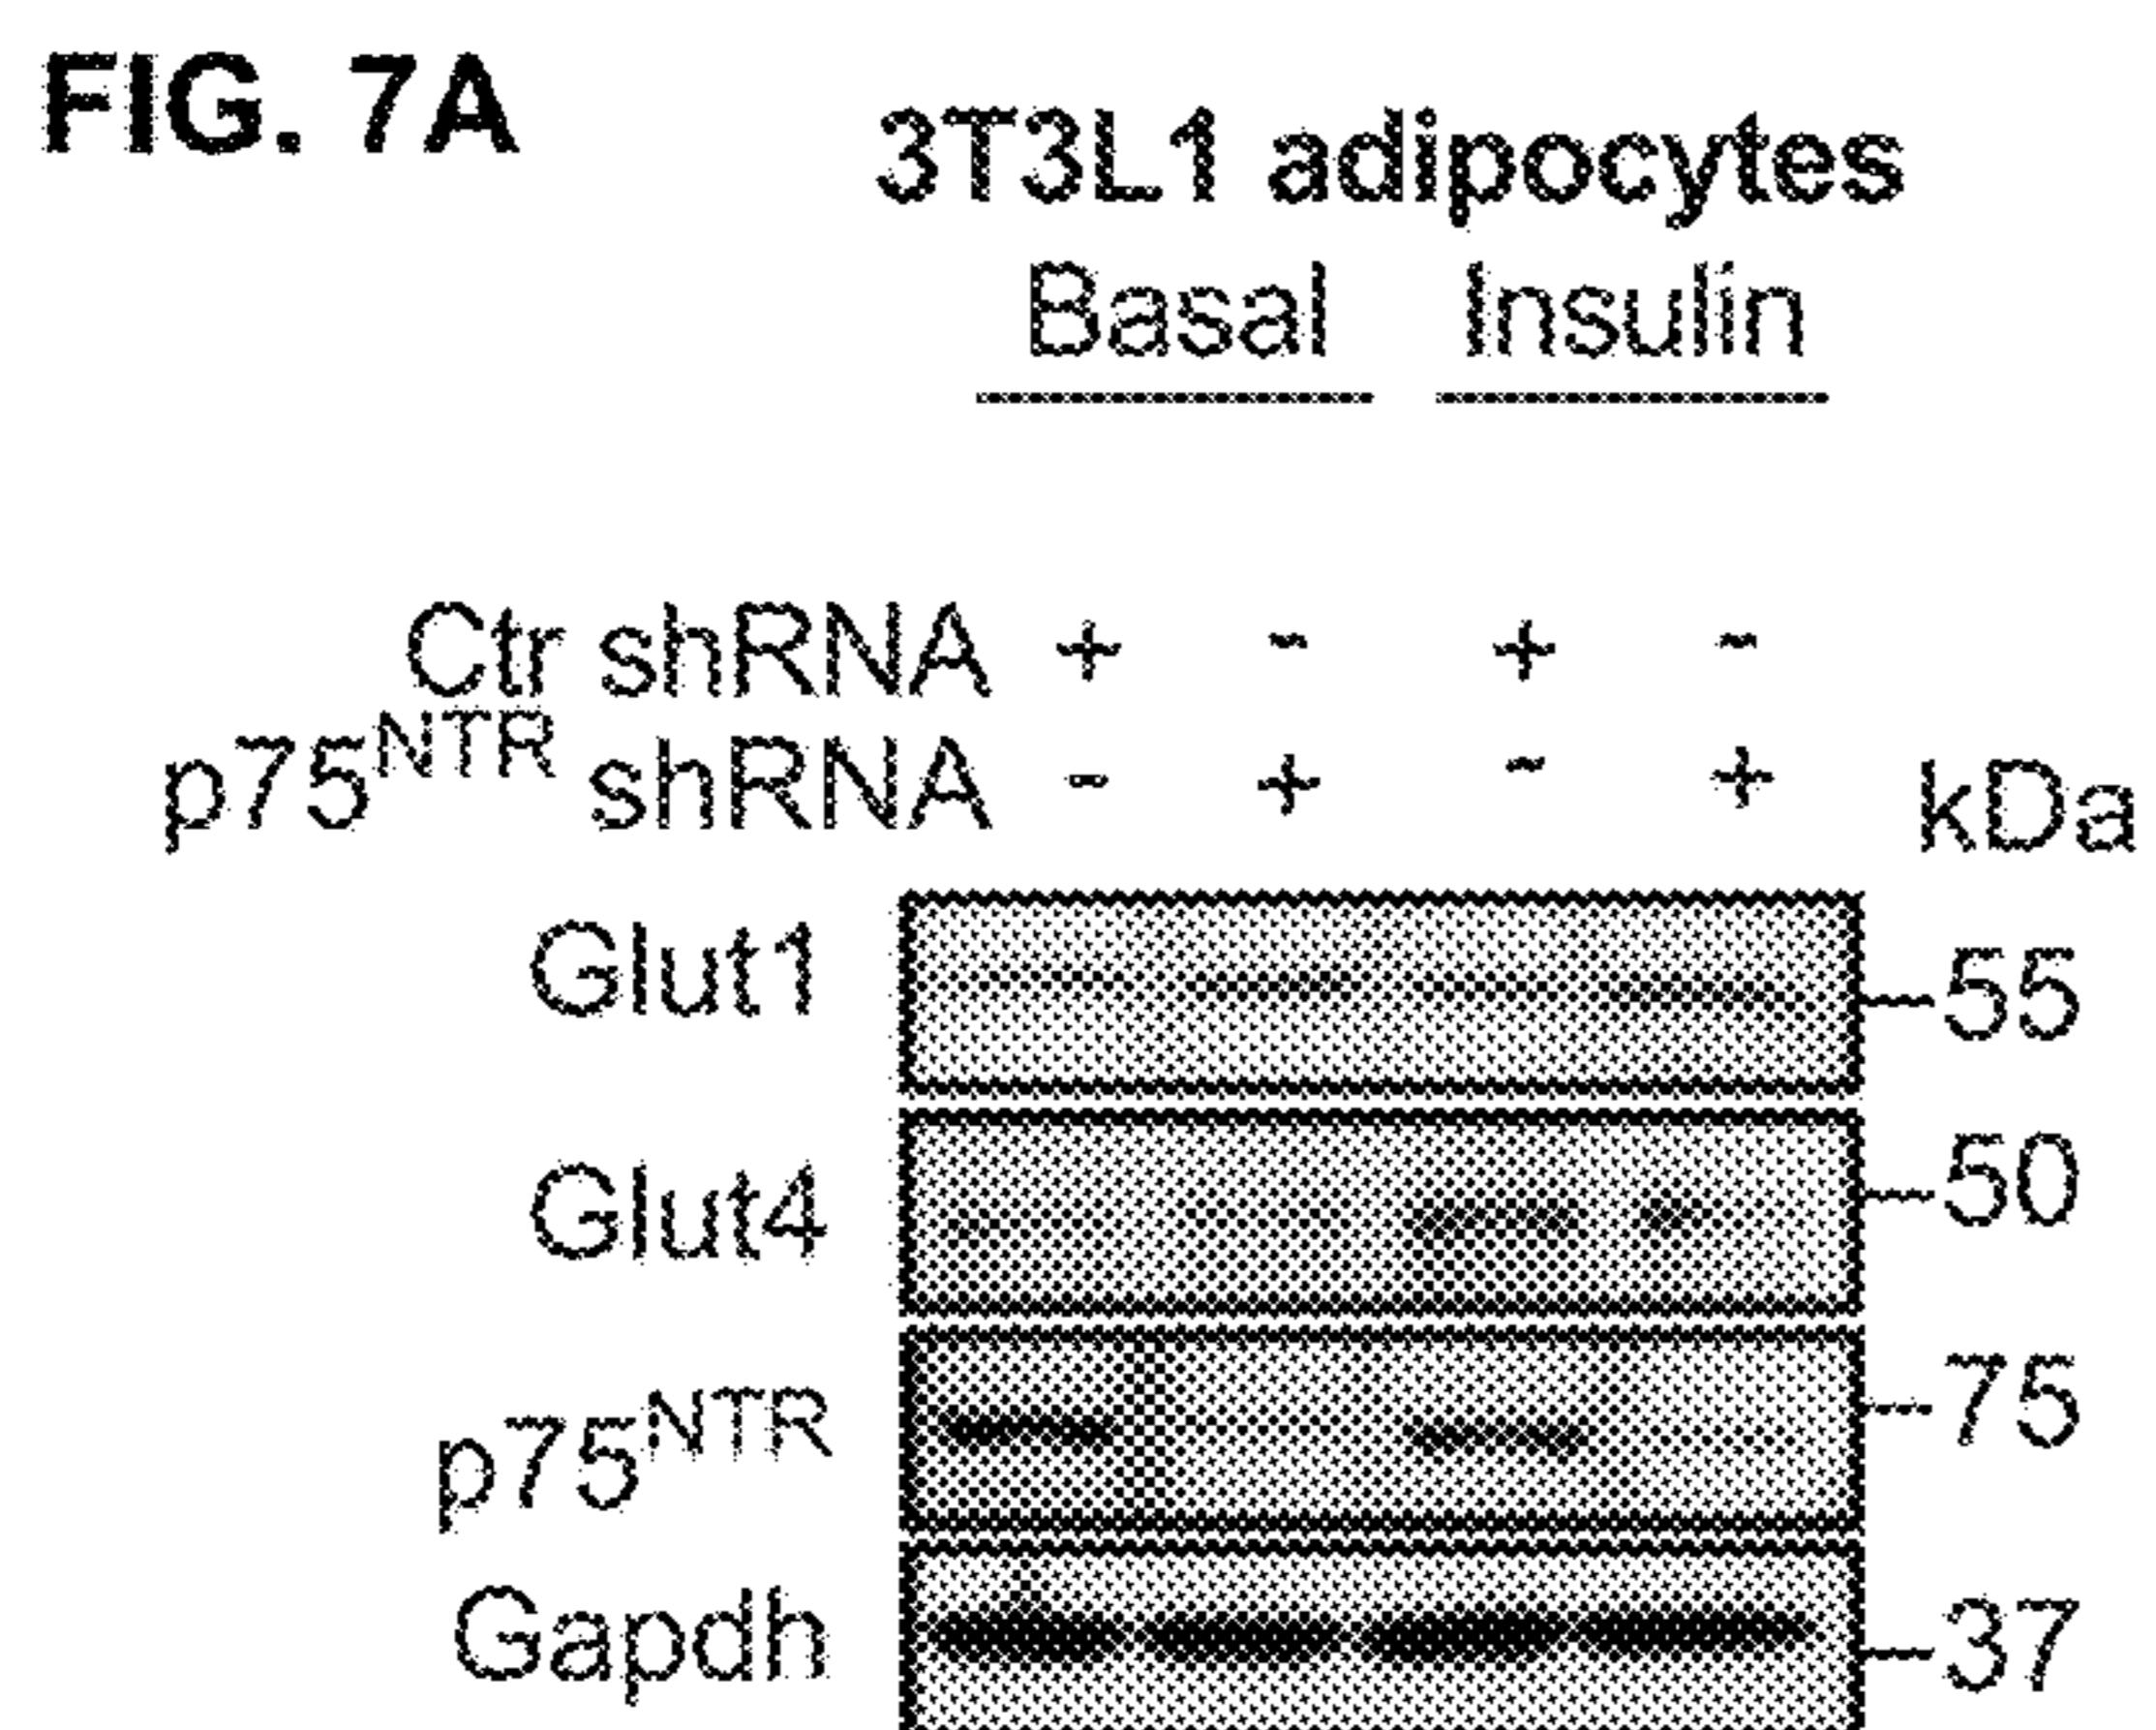 FIG. 7A
3T3L1 adipocytes
Basal Insulin
Ctr shRNA + - + -
p75NTR shRNA - + - + kDa
Glut1 55
Glut4 50
p75NTR 75
Gapdh 37